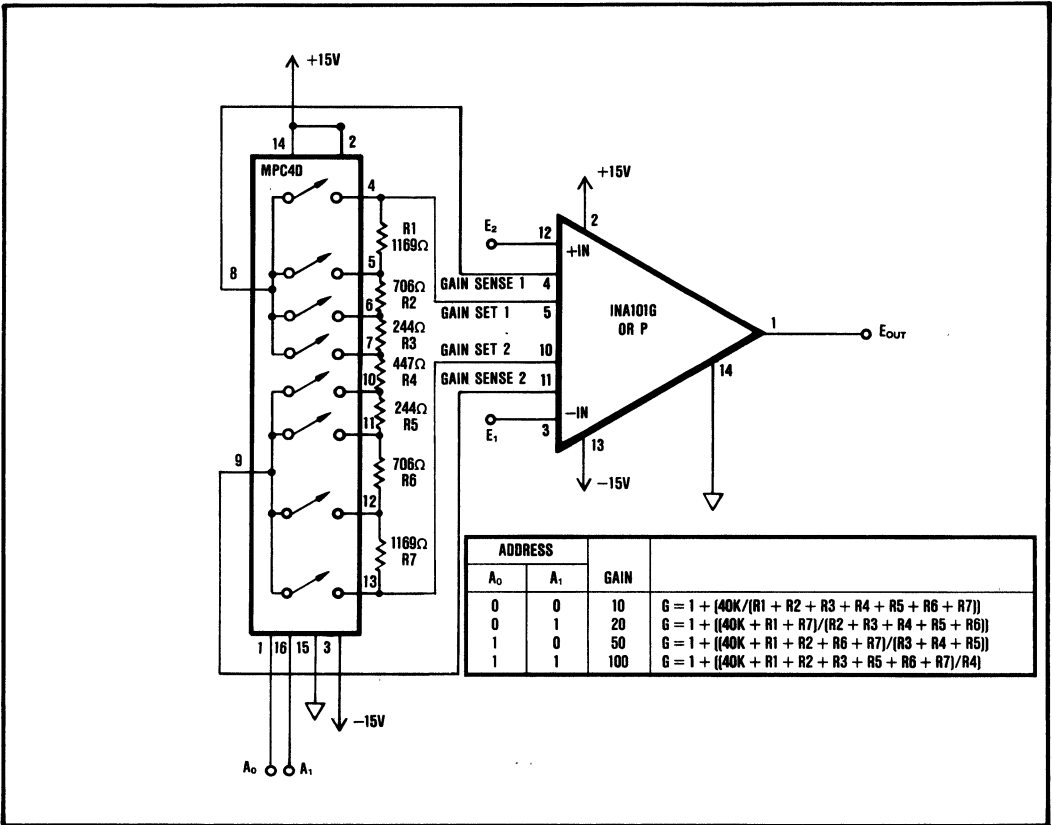 +15V
14
2
MPC4D
4
R1
1169Ω
5
706Ω
R2
6
244Ω
R3
7
447Ω
R4
10
244Ω
R5
11
706Ω
R6
12
1169Ω
R7
13
8
9
1 16 15 3
-15V
A₀ A₁
+15V
2
E₂
12
+IN
GAIN SENSE 1 4
GAIN SET 1 5
GAIN SET 2 10
GAIN SENSE 2 11
INA101G
OR P
1
E_OUT
14
-IN
E₁
3
13
-15V
ADDRESS
A₀ A₁ GAIN
0 0 10 G = 1 + (40K/(R1 + R2 + R3 + R4 + R5 + R6 + R7))
0 1 20 G = 1 + ((40K + R1 + R7)/(R2 + R3 + R4 + R5 + R6))
1 0 50 G = 1 + ((40K + R1 + R2 + R6 + R7)/(R3 + R4 + R5))
1 1 100 G = 1 + ((40K + R1 + R2 + R3 + R5 + R6 + R7)/R4)